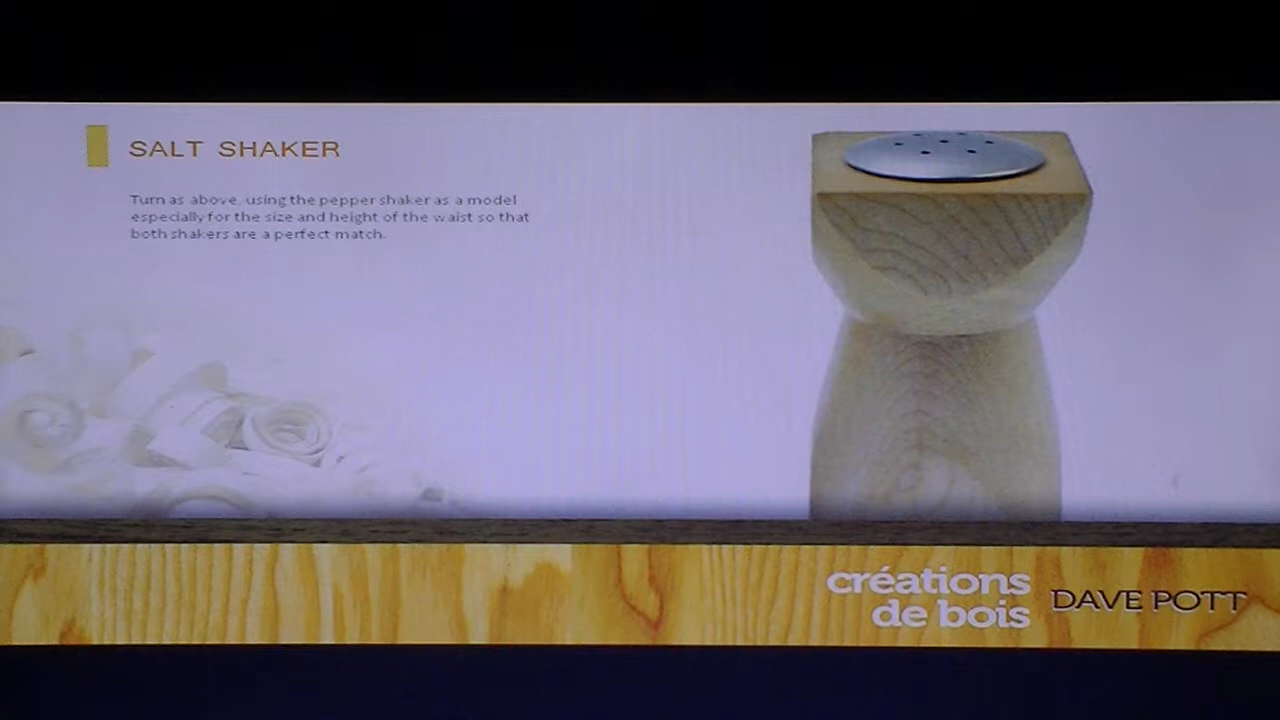 SALT SHAKER
Turn as above, using the pepper shaker as a model
especially for the size and height of the waist so that
both shakers are a perfect match.
créations
de bois
DAVE POTT